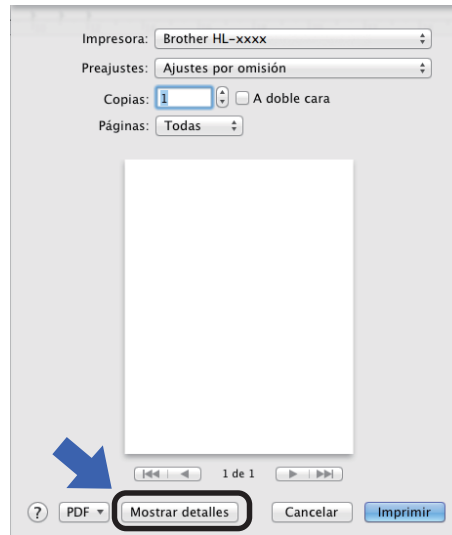 Impresora: Brother HL-xxxx
Preajustes: Ajustes por omisión
Copias: 1 A doble cara
Páginas: Todas
1 de 1
? PDF Mostrar detalles Cancelar Imprimir